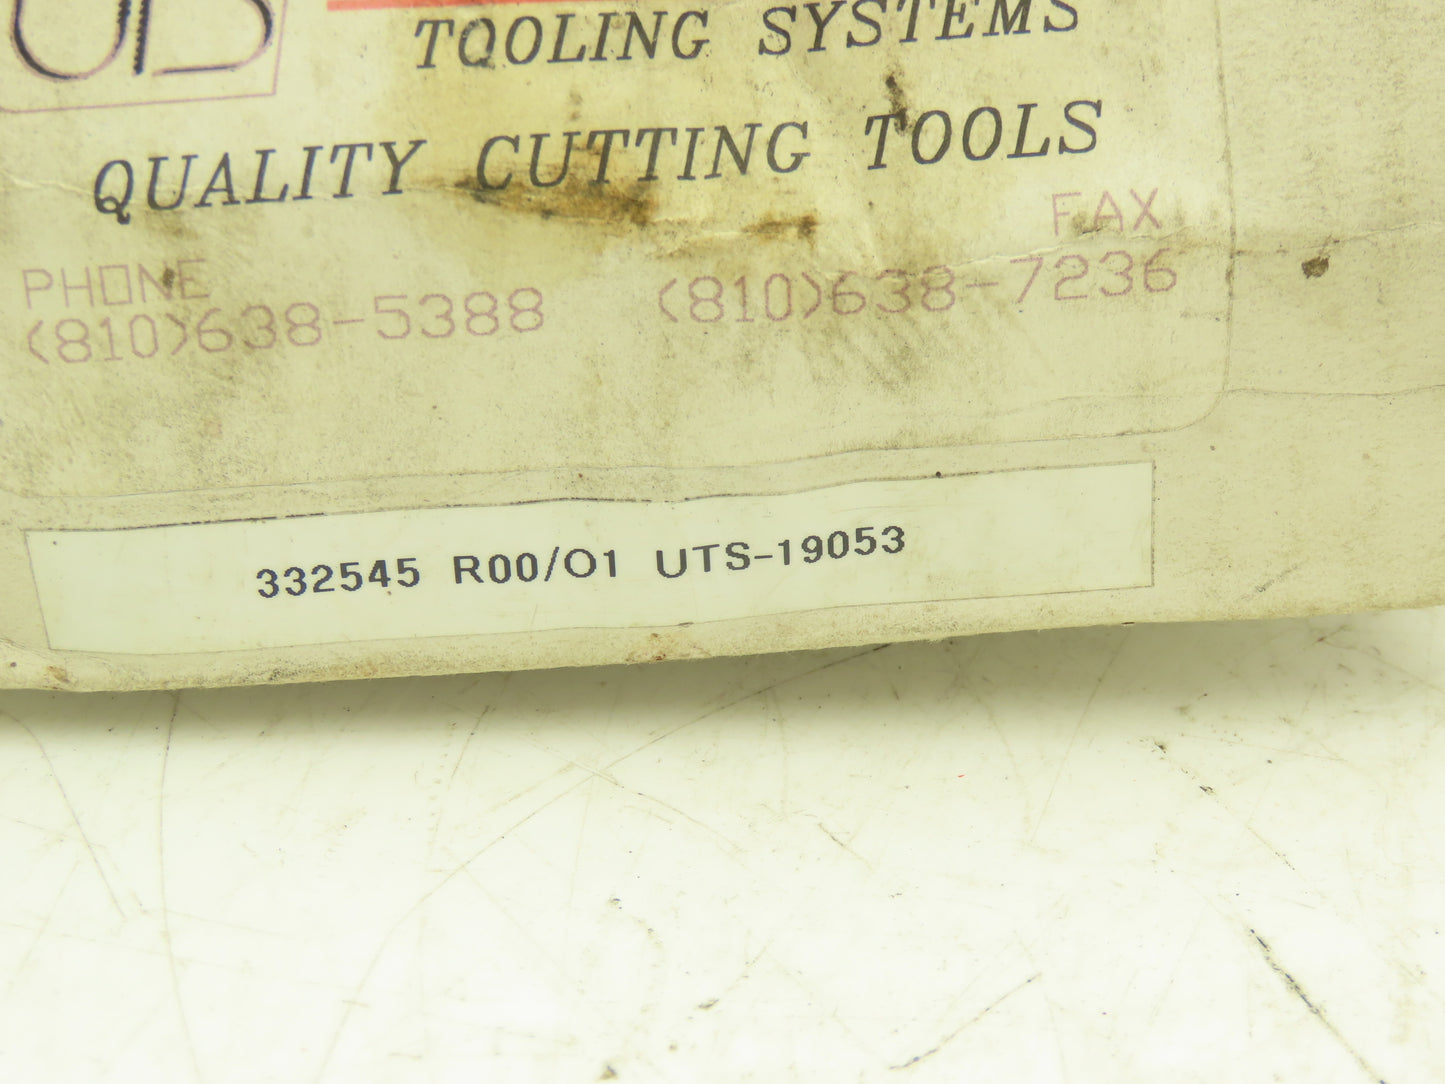 TOOLING SYSTEMS
QUALITY CUTTING TOOLS
PHONE FAX
(810)638-5388 (810)638-7236
332545 R00/O1 UTS-19053